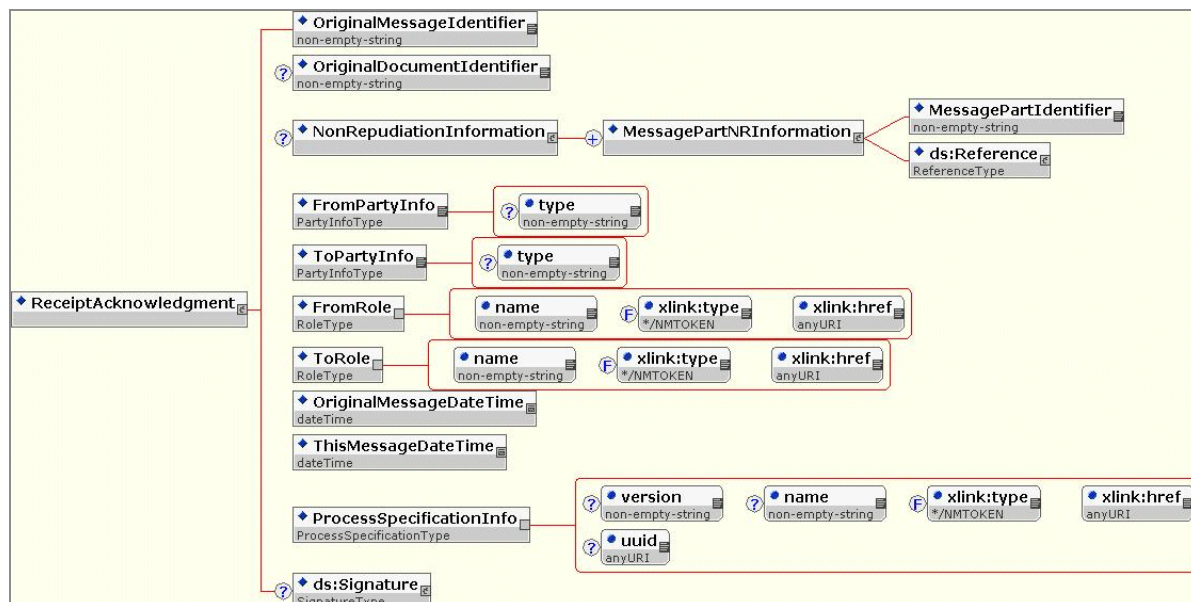 OriginalMessageIdentifier
non-empty-string
? OriginalDocumentIdentifier
non-empty-string
? NonRepudiationInformation
+ MessagePartNRInformation
MessagePartIdentifier
non-empty-string
ds:Reference
ReferenceType
FromPartyInfo
PartyInfoType
? type
non-empty-string
ToPartyInfo
PartyInfoType
? type
non-empty-string
ReceiptAcknowledgment
FromRole
RoleType
name
non-empty-string
F xlink:type
*/NMTOKEN
xlink:href
anyURI
ToRole
RoleType
name
non-empty-string
F xlink:type
*/NMTOKEN
xlink:href
anyURI
OriginalMessageDateTime
dateTime
ThisMessageDateTime
dateTime
ProcessSpecificationInfo
ProcessSpecificationType
? version
non-empty-string
? name
non-empty-string
F xlink:type
*/NMTOKEN
xlink:href
anyURI
? uuid
anyURI
? ds:Signature
SignatureType